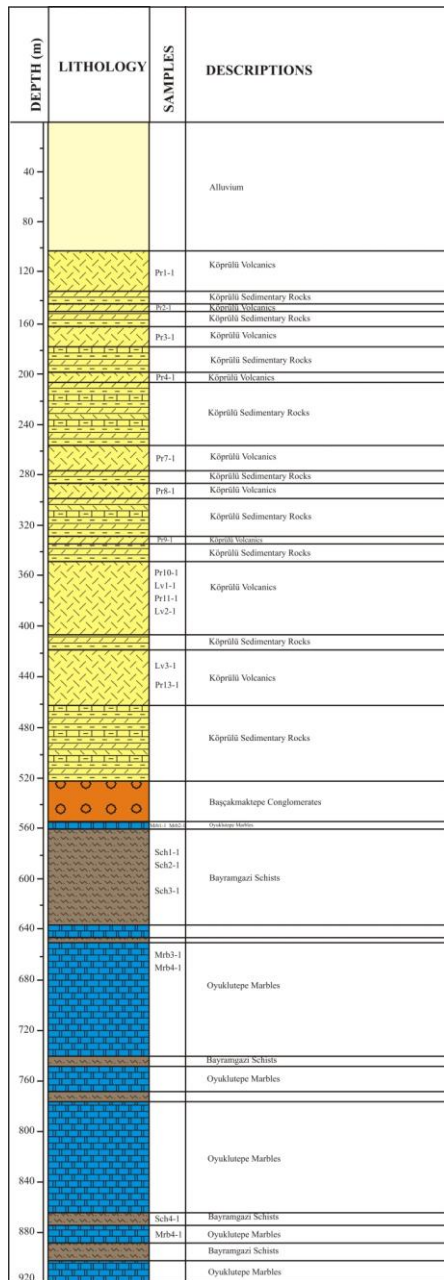 DEPTH (m)
LITHOLOGY
SAMPLES
DESCRIPTIONS
40
Alluvium
80
120
Pr1-1
Köprülü Volcanics
Köprülü Sedimentary Rocks
Pr2-1
Köprülü Volcanics
160
Köprülü Sedimentary Rocks
Pr3-1
Köprülü Volcanics
Köprülü Sedimentary Rocks
200
Pr4-1
Köprülü Volcanics
Köprülü Sedimentary Rocks
240
Pr7-1
Köprülü Volcanics
280
Köprülü Sedimentary Rocks
Pr8-1
Köprülü Volcanics
Köprülü Sedimentary Rocks
320
Pr9-1
Köprülü Volcanics
Köprülü Sedimentary Rocks
360
Pr10-1
Lv1-1
Köprülü Volcanics
Pr11-1
Lv2-1
400
Köprülü Sedimentary Rocks
440
Lv3-1
Köprülü Volcanics
Pr13-1
480
Köprülü Sedimentary Rocks
520
Başçakmaktepe Conglomerates
560
Oyuklutepe Marbles
Sch1-1
Sch2-1
Bayramgazi Schists
600
Sch3-1
640
Mrb3-1
Oyuklutepe Marbles
Mrb4-1
680
720
Bayramgazi Schists
760
Oyuklutepe Marbles
800
Oyuklutepe Marbles
840
Sch4-1
Bayramgazi Schists
880
Mrb4-1
Oyuklutepe Marbles
Bayramgazi Schists
920
Oyuklutepe Marbles